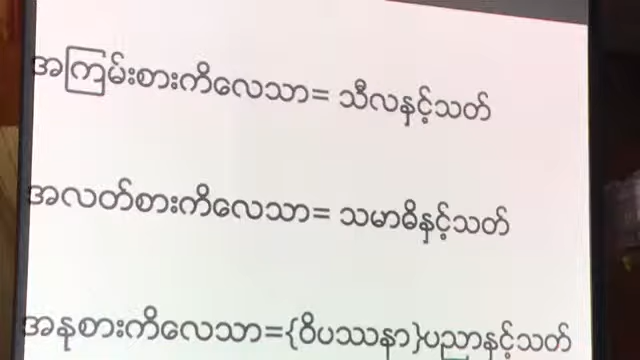 အကြမ်းစားကိလေသာ= သီလနှင့်သတ်
အလတ်စားကိလေသာ= သမာဓိနှင့်သတ်
အနုစားကိလေသာ={ဝိပဿနာ}ပညာနှင့်သတ်